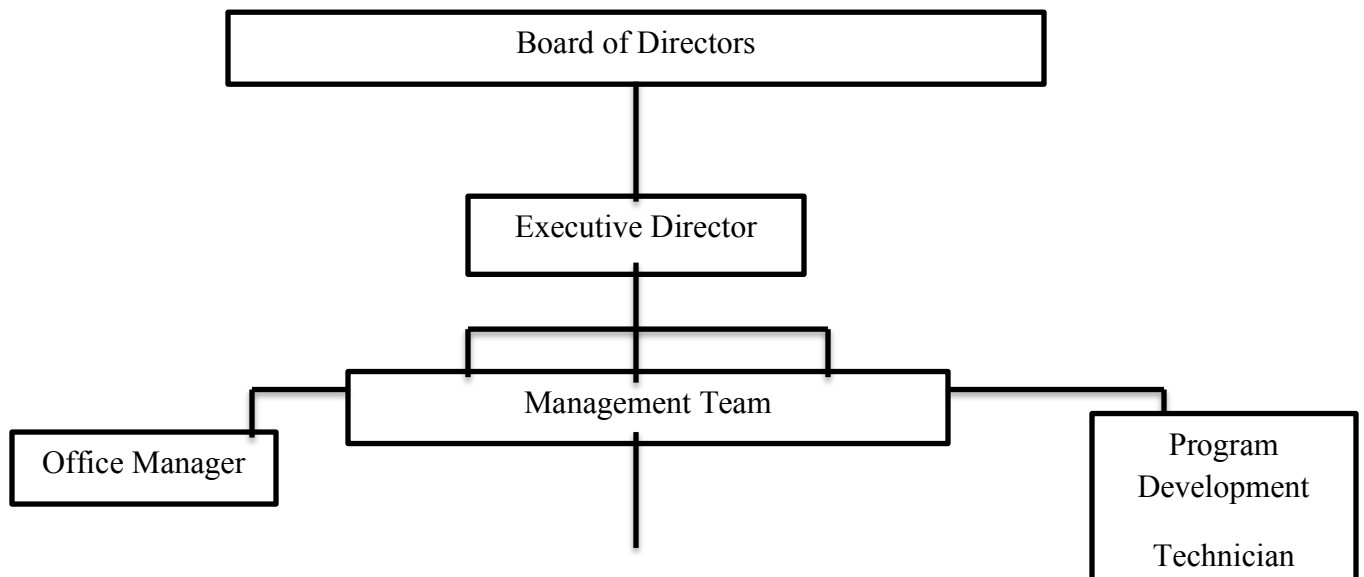 Board of Directors
Executive Director
Management Team
Office Manager
Program
Development
Technician